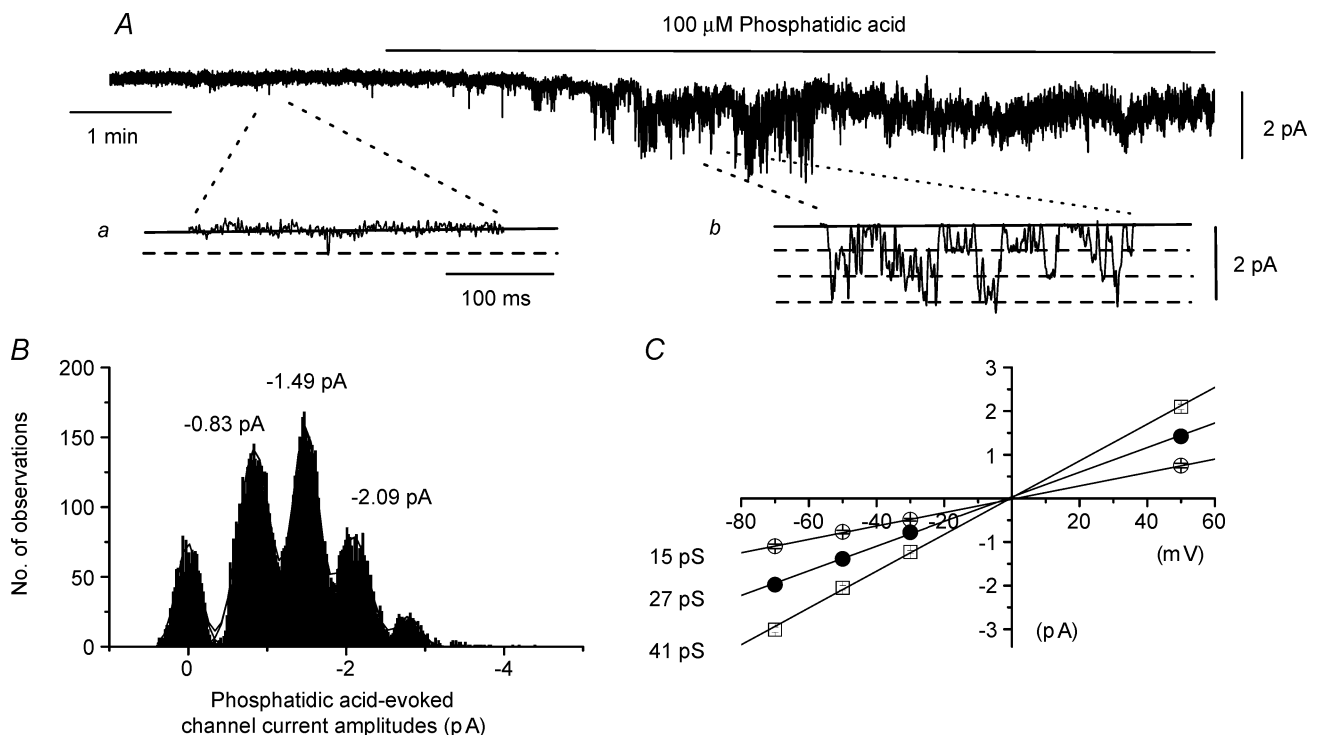 A
100 μM Phosphatidic acid
1 min
2 pA
a
100 ms
b
2 pA
B
No. of observations
200
150
100
50
0
-0.83 pA
-1.49 pA
-2.09 pA
0 -2 -4
Phosphatidic acid-evoked
channel current amplitudes (pA)
C
3
2
1
-80 -60 -40 -20 20 40 60
(mV)
-1
-2
-3
(pA)
15 pS
27 pS
41 pS